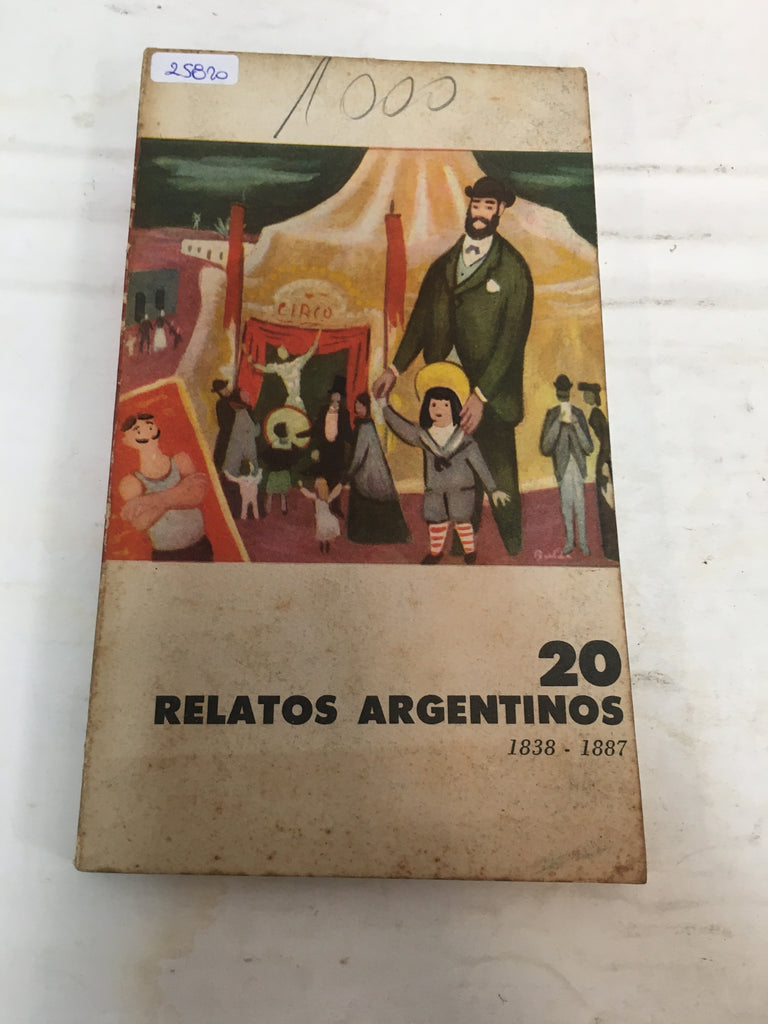 25820
1000
CIRCO
20
RELATOS ARGENTINOS
1838 - 1887